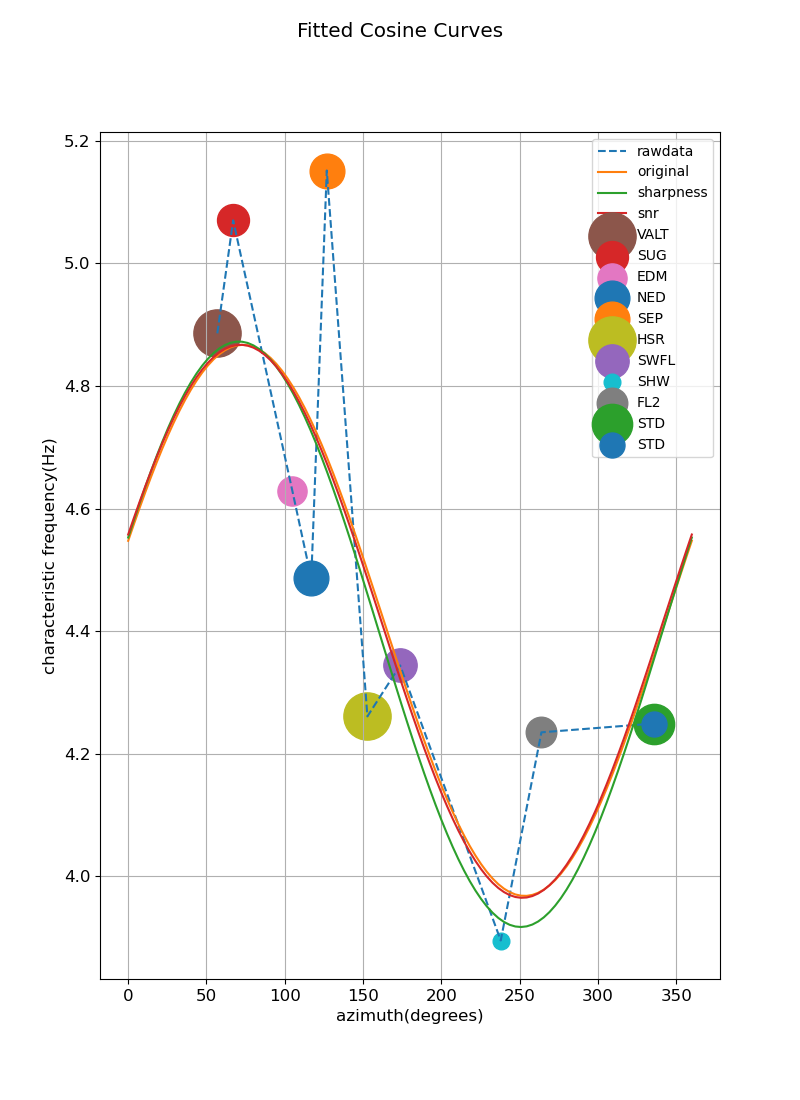 Fitted Cosine Curves
5.2
5.0
4.8
4.6
4.4
4.2
4.0
characteristic frequency(Hz)
rawdata
original
sharpness
snr
VALT
SUG
EDM
NED
SEP
HSR
SWFL
SHW
FL2
STD
STD
0 50 100 150 200 250 300 350
azimuth(degrees)